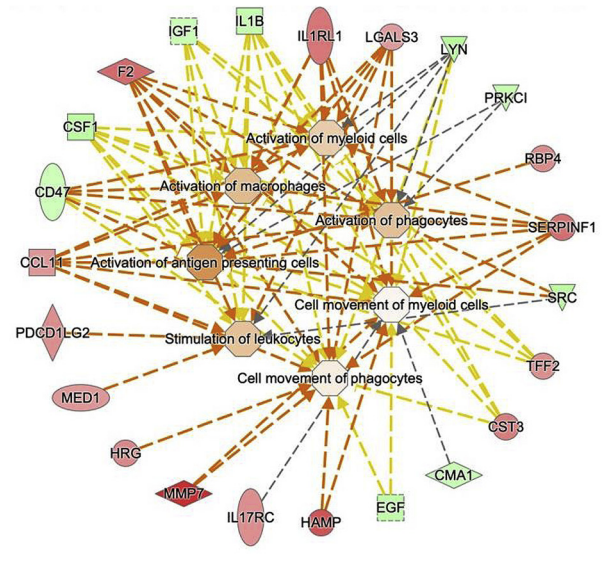 IL1B
IGF1
IL1RL1
LGALS3
LYN
F2
PRKCI
CSF1
Activation of myeloid cells
RBP4
CD47
Activation of macrophages
Activation of phagocytes
SERPINF1
CCL11
Activation of antigen presenting cells
SRC
Cell movement of myeloid cells
PDCD1LG2
Stimulation of leukocytes
TFF2
Cell movement of phagocytes
MED1
CST3
HRG
CMA1
MMP7
IL17RC
HAMP
EGF